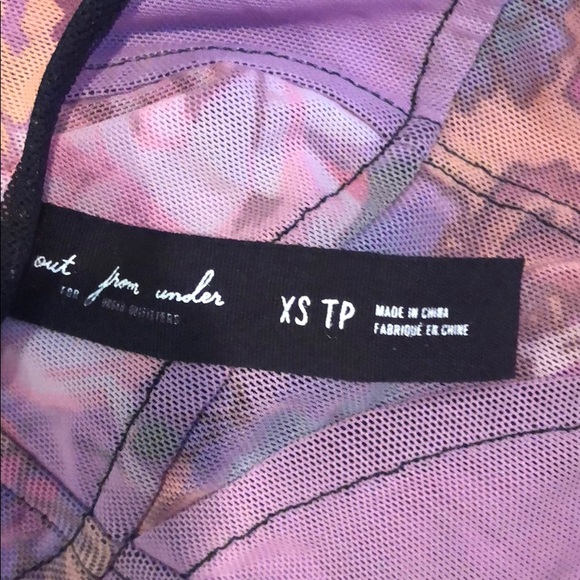 out from under
FOR URBAN OUTFITTERS
XS TP
MADE IN CHINA
FABRIQUÉ EN CHINE